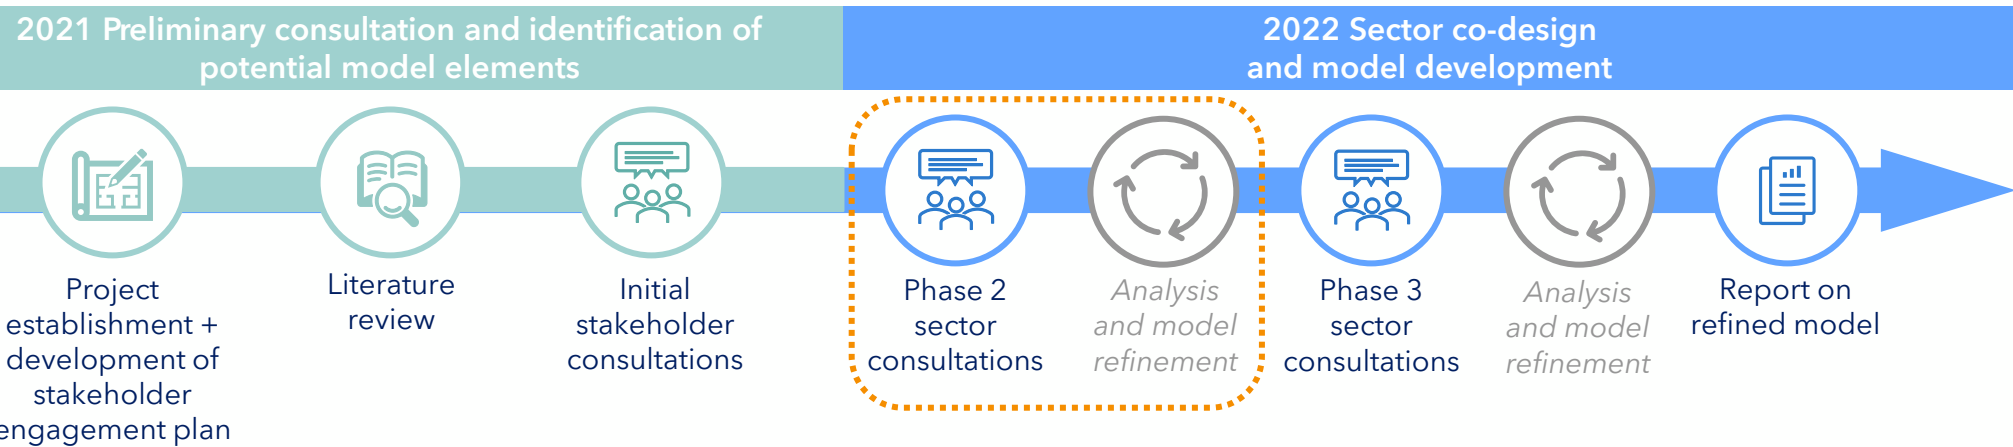 2021 Preliminary consultation and identification of
potential model elements
2022 Sector co-design
and model development
Project
establishment +
development of
stakeholder
engagement plan
Literature
review
Initial
stakeholder
consultations
Phase 2
sector
consultations
Analysis
and model
refinement
Phase 3
sector
consultations
Analysis
and model
refinement
Report on
refined model